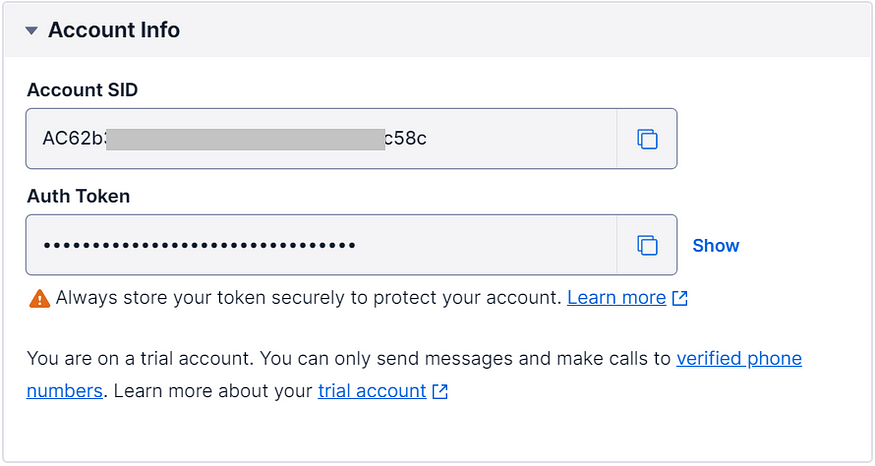 Account Info
Account SID
AC62b c58c
Auth Token
••••••••••••••••••••••••••••••••
Show
Always store your token securely to protect your account. Learn more
You are on a trial account. You can only send messages and make calls to verified phone
numbers. Learn more about your trial account